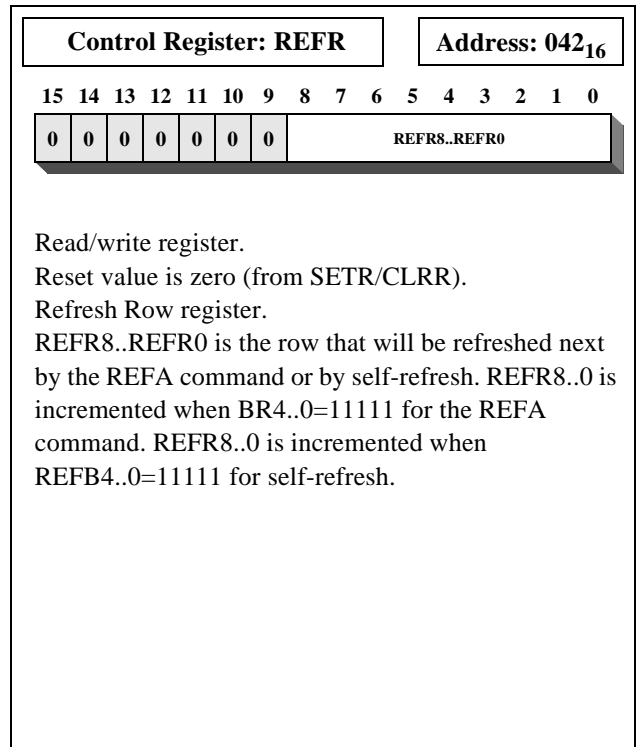 Control Register: REFR Address: 042₁₆
15 14 13 12 11 10 9 8 7 6 5 4 3 2 1 0
0 0 0 0 0 0 0 REFR8..REFR0
Read/write register.
Reset value is zero (from SETR/CLRR).
Refresh Row register.
REFR8..REFR0 is the row that will be refreshed next
by the REFA command or by self-refresh. REFR8..0 is
incremented when BR4..0=11111 for the REFA
command. REFR8..0 is incremented when
REFB4..0=11111 for self-refresh.